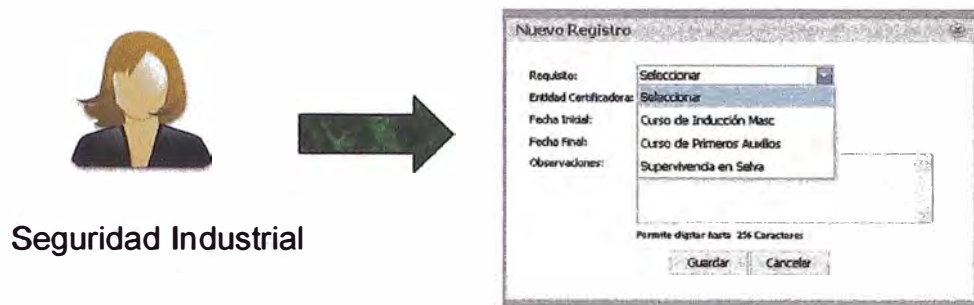 Seguridad Industrial
Nuevo Registro
Requisito: Seleccionar
Entidad Certificadora: Seleccionar
Fecha Inicial: Curso de Inducción Masc
Fecha Final: Curso de Primeros Auxilios
Observaciones: Supervivencia en Selva
Permite digitar hasta 256 Caracteres
Guardar Cancelar